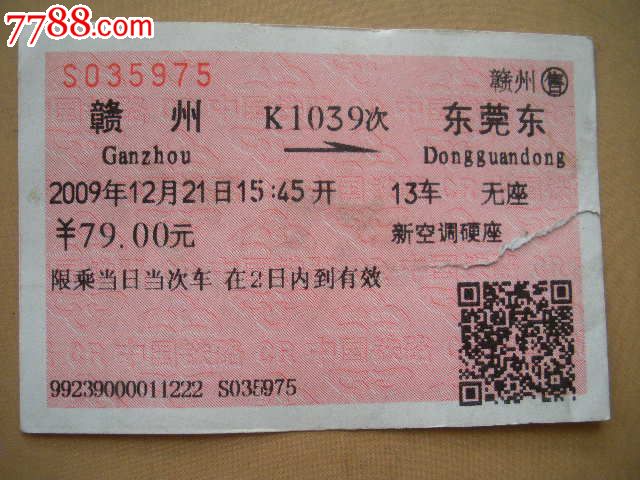 7788.com
S035975
赣州㊝
赣州 K1039次 东莞东
Ganzhou Dongguandong
2009年12月21日15:45开 13车 无座
¥79.00元 新空调硬座
限乘当日当次车 在2日内到有效
99239000011222 S035975